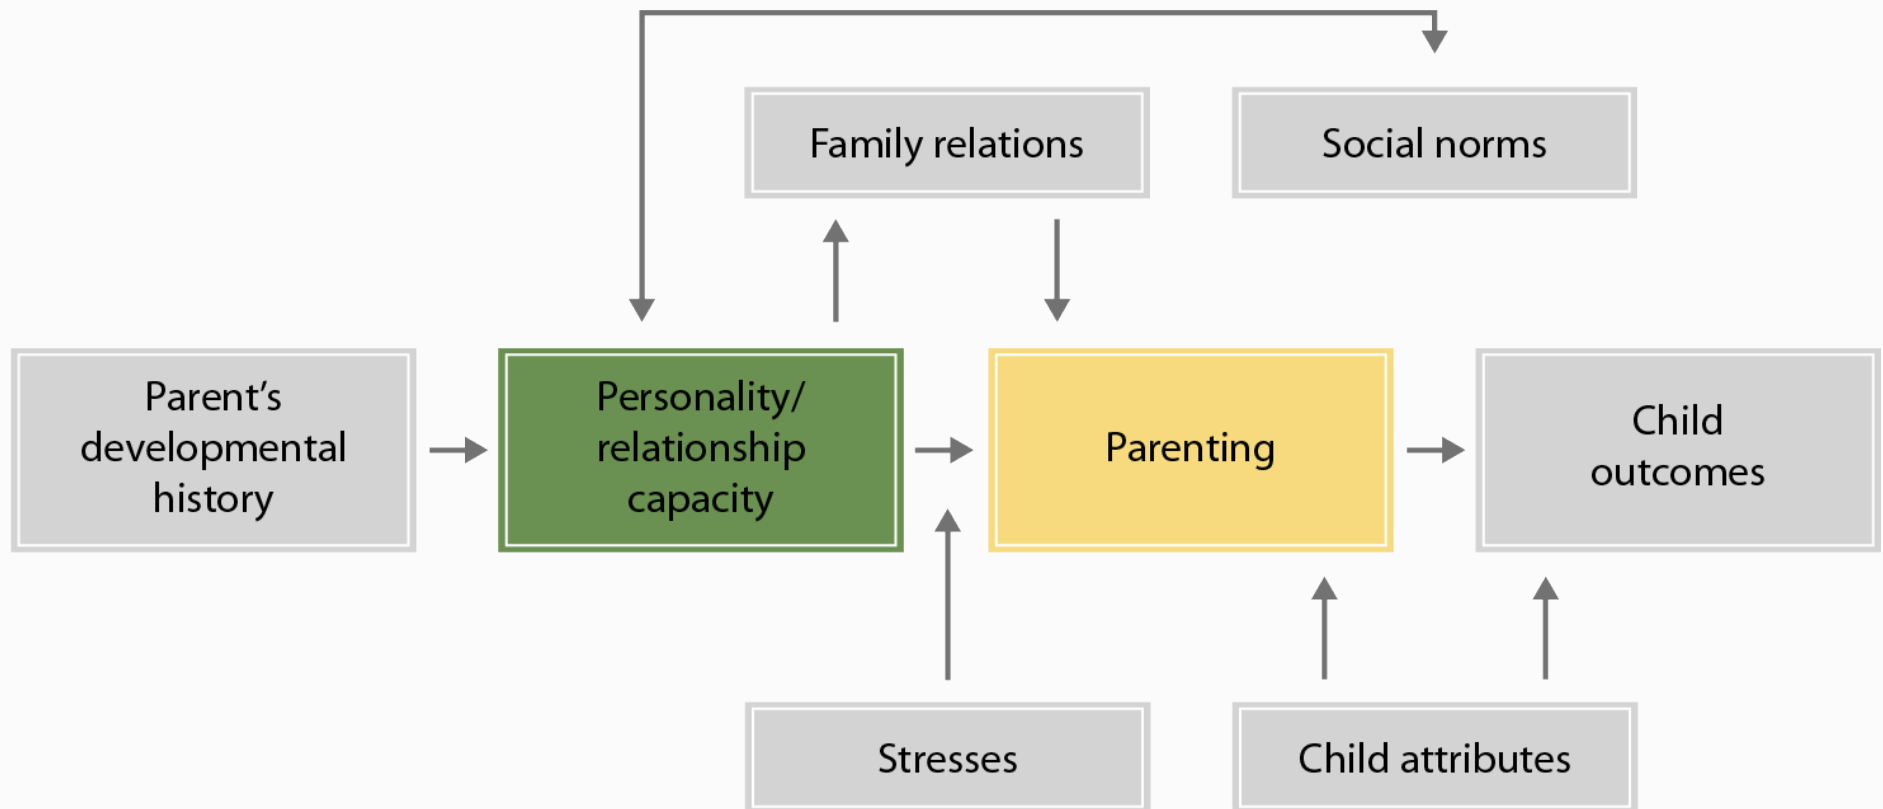 Family relations
Social norms
Parent’s
developmental
history
Personality/
relationship
capacity
Parenting
Child
outcomes
Stresses
Child attributes